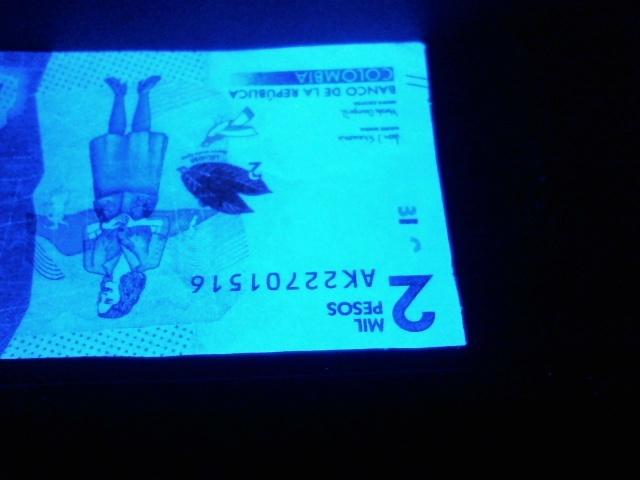 2 MIL
PESOS
AK22701516
2
BANCO DE LA REPÚBLICA
COLOMBIA